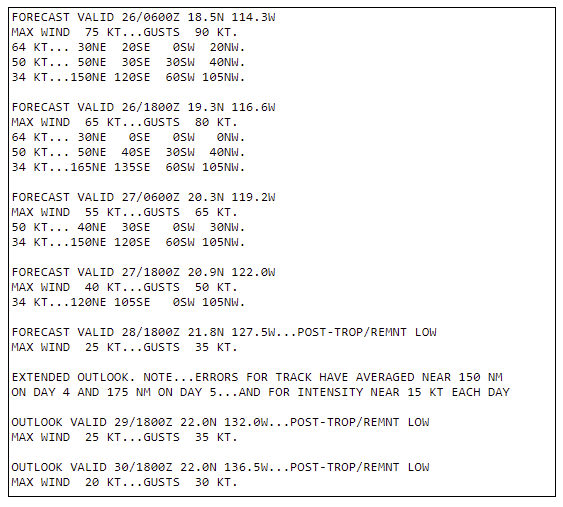 FORECAST VALID 26/0600Z 18.5N 114.3W
MAX WIND  75 KT...GUSTS  90 KT.
64 KT... 30NE  20SE   0SW  20NW.
50 KT... 50NE  30SE  30SW  40NW.
34 KT...150NE 120SE  60SW 105NW.

FORECAST VALID 26/1800Z 19.3N 116.6W
MAX WIND  65 KT...GUSTS  80 KT.
64 KT... 30NE   0SE   0SW   0NW.
50 KT... 50NE  40SE  30SW  40NW.
34 KT...165NE 135SE  60SW 105NW.

FORECAST VALID 27/0600Z 20.3N 119.2W
MAX WIND  55 KT...GUSTS  65 KT.
50 KT... 40NE  30SE   0SW  30NW.
34 KT...150NE 120SE  60SW 105NW.

FORECAST VALID 27/1800Z 20.9N 122.0W
MAX WIND  40 KT...GUSTS  50 KT.
34 KT...120NE 105SE   0SW 105NW.

FORECAST VALID 28/1800Z 21.8N 127.5W...POST-TROP/REMNT LOW
MAX WIND  25 KT...GUSTS  35 KT.

EXTENDED OUTLOOK. NOTE...ERRORS FOR TRACK HAVE AVERAGED NEAR 150 NM
ON DAY 4 AND 175 NM ON DAY 5...AND FOR INTENSITY NEAR 15 KT EACH DAY

OUTLOOK VALID 29/1800Z 22.0N 132.0W...POST-TROP/REMNT LOW
MAX WIND  25 KT...GUSTS  35 KT.

OUTLOOK VALID 30/1800Z 22.0N 136.5W...POST-TROP/REMNT LOW
MAX WIND  20 KT...GUSTS  30 KT.